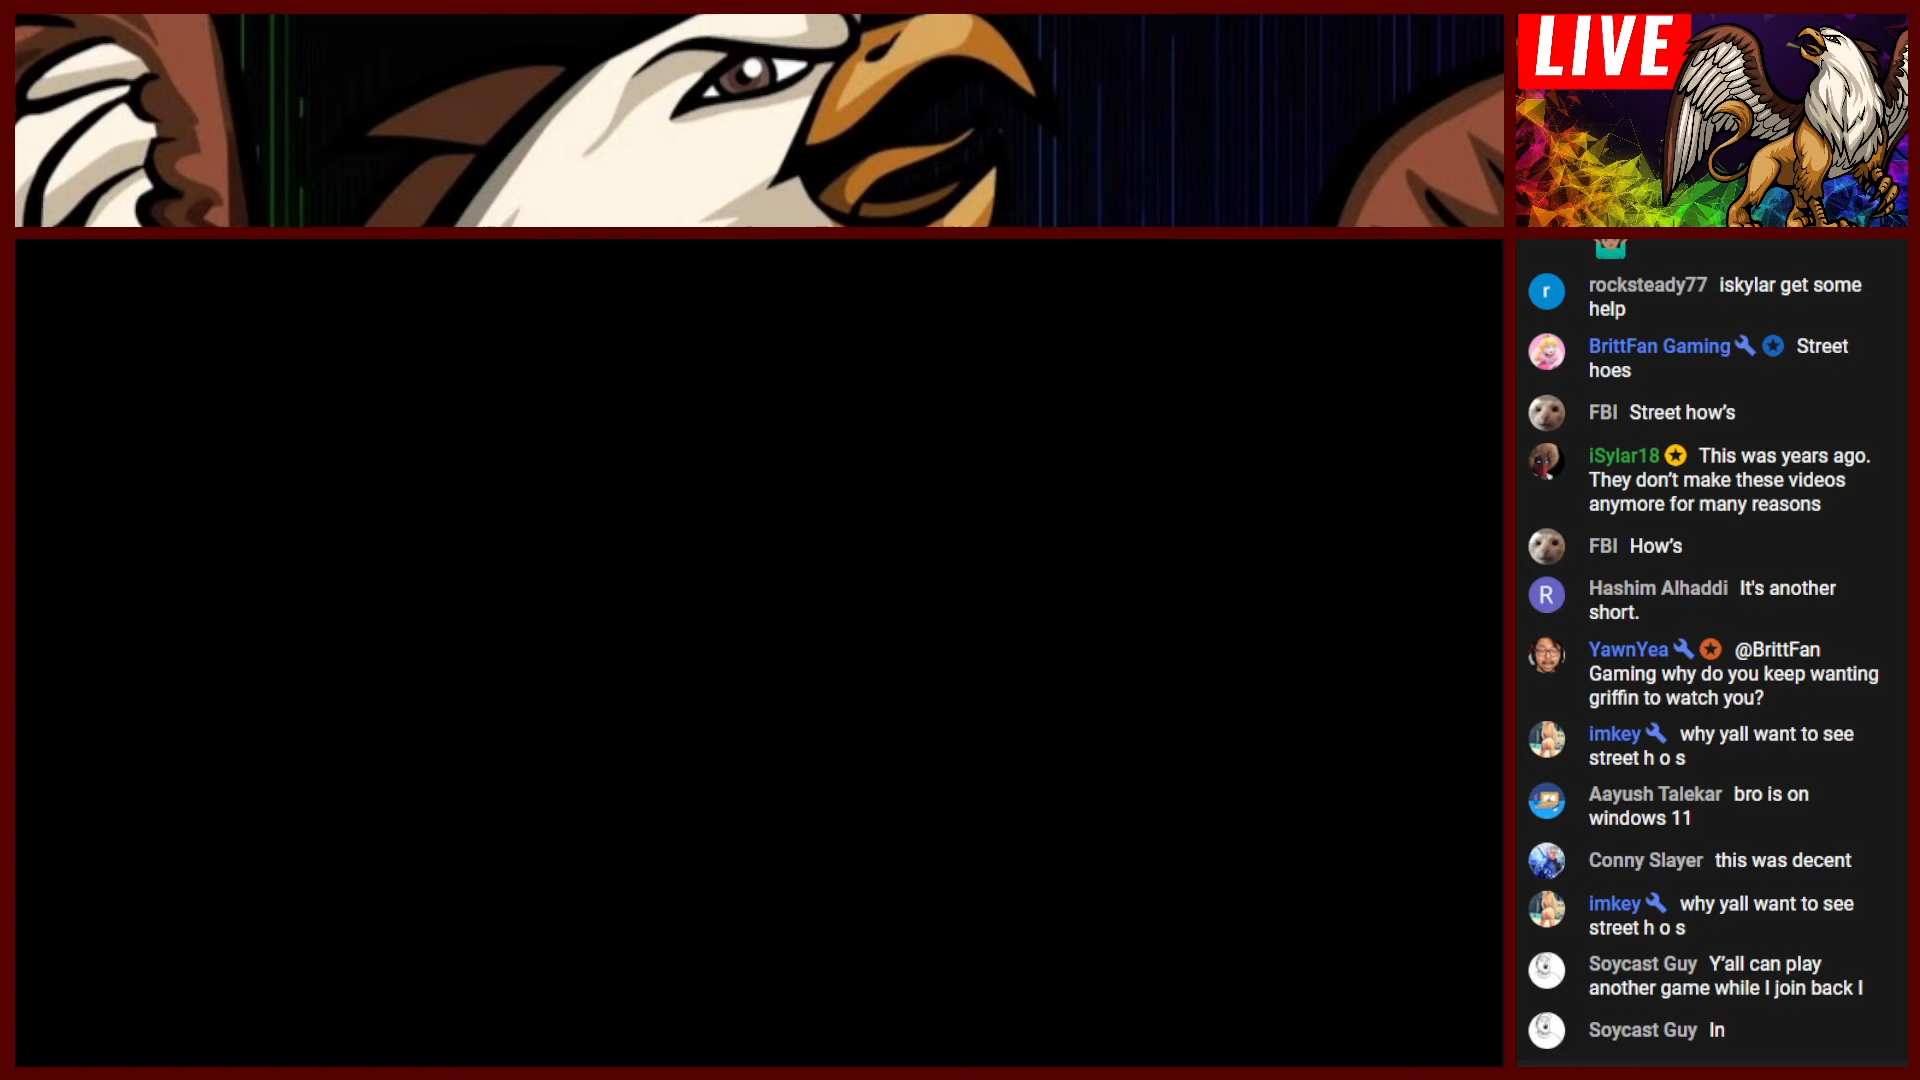 LIVE
rocksteady77 iskylar get some
help
BrittFan Gaming Street
hoes
FBI Street how's
iSylar18 This was years ago.
They don't make these videos
anymore for many reasons
FBI How's
R
Hashim Alhaddi It's another
short.
YawnYea @BrittFan
Gaming why do you keep wanting
griffin to watch you?
imkey why yall want to see
street h o s
Aayush Talekar bro is on
windows 11
Conny Slayer this was decent
imkey why yall want to see
street h o s
Soycast Guy Y'all can play
another game while I join back I
Soycast Guy In
r